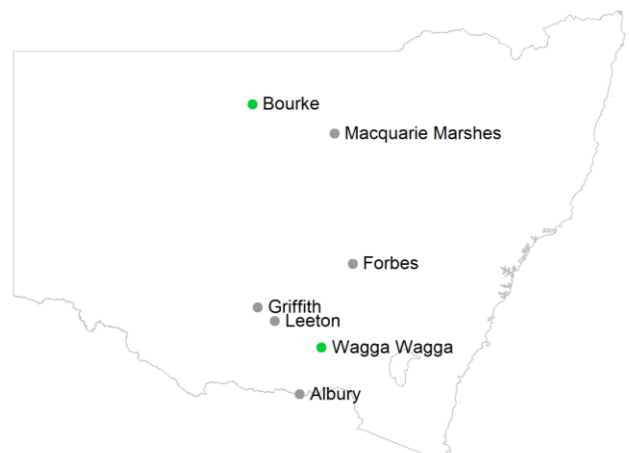 Bourke
Macquarie Marshes
Forbes
Griffith
Leeton
Wagga Wagga
Albury